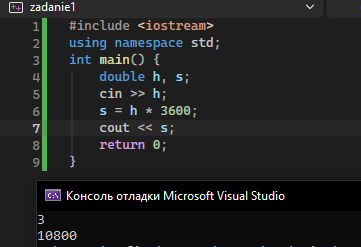 zadanie1
1 #include <iostream>
2 using namespace std;
3 int main() {
4 double h, s;
5 cin >> h;
6 s = h * 3600;
7 cout << s;
8 return 0;
9 }
Консоль отладки Microsoft Visual Studio
3
10800